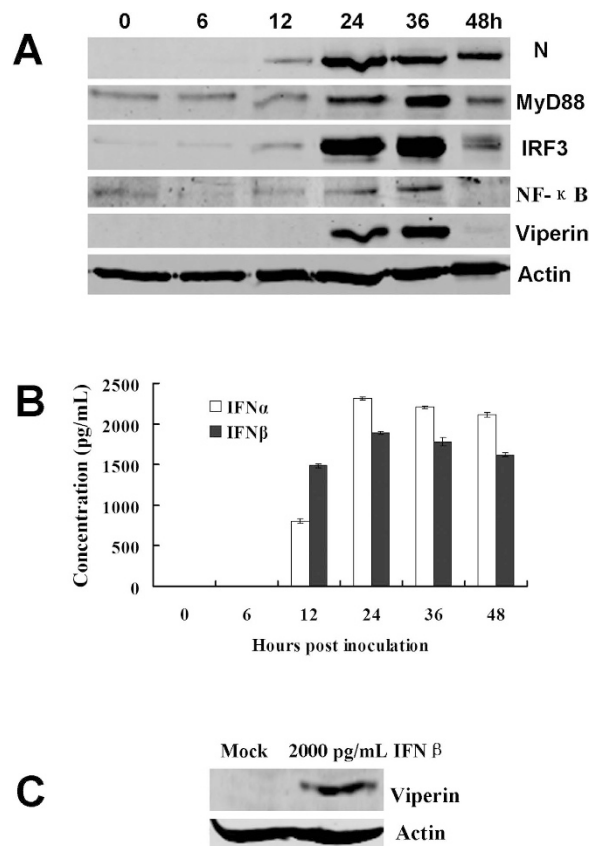 A
0 6 12 24 36 48h
N
MyD88
IRF3
NF-κB
Viperin
Actin
B
Concentration (pg/mL)
2500
2000
1500
1000
500
0
IFNα
IFNβ
0 6 12 24 36 48
Hours post inoculation
C
Mock 2000 pg/mL IFN β
Viperin
Actin